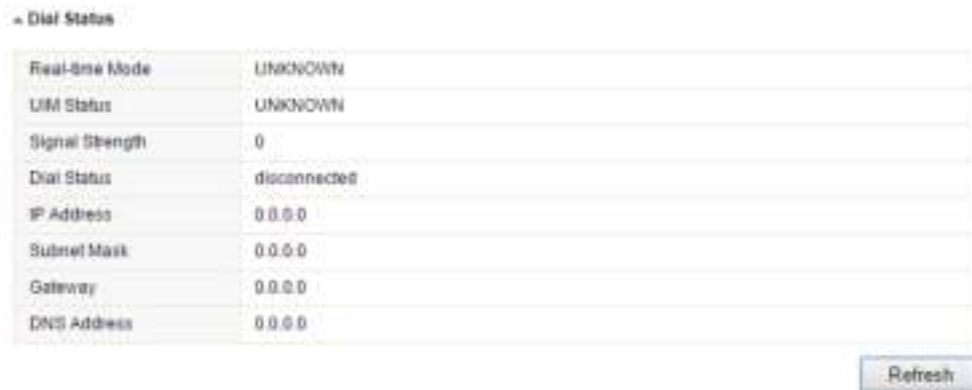 Dial Status
Real-time Mode UNKNOWN
UIM Status UNKNOWN
Signal Strength 0
Dial Status disconnected
IP Address 0.0.0.0
Subnet Mask 0.0.0.0
Gateway 0.0.0.0
DNS Address 0.0.0.0
Refresh